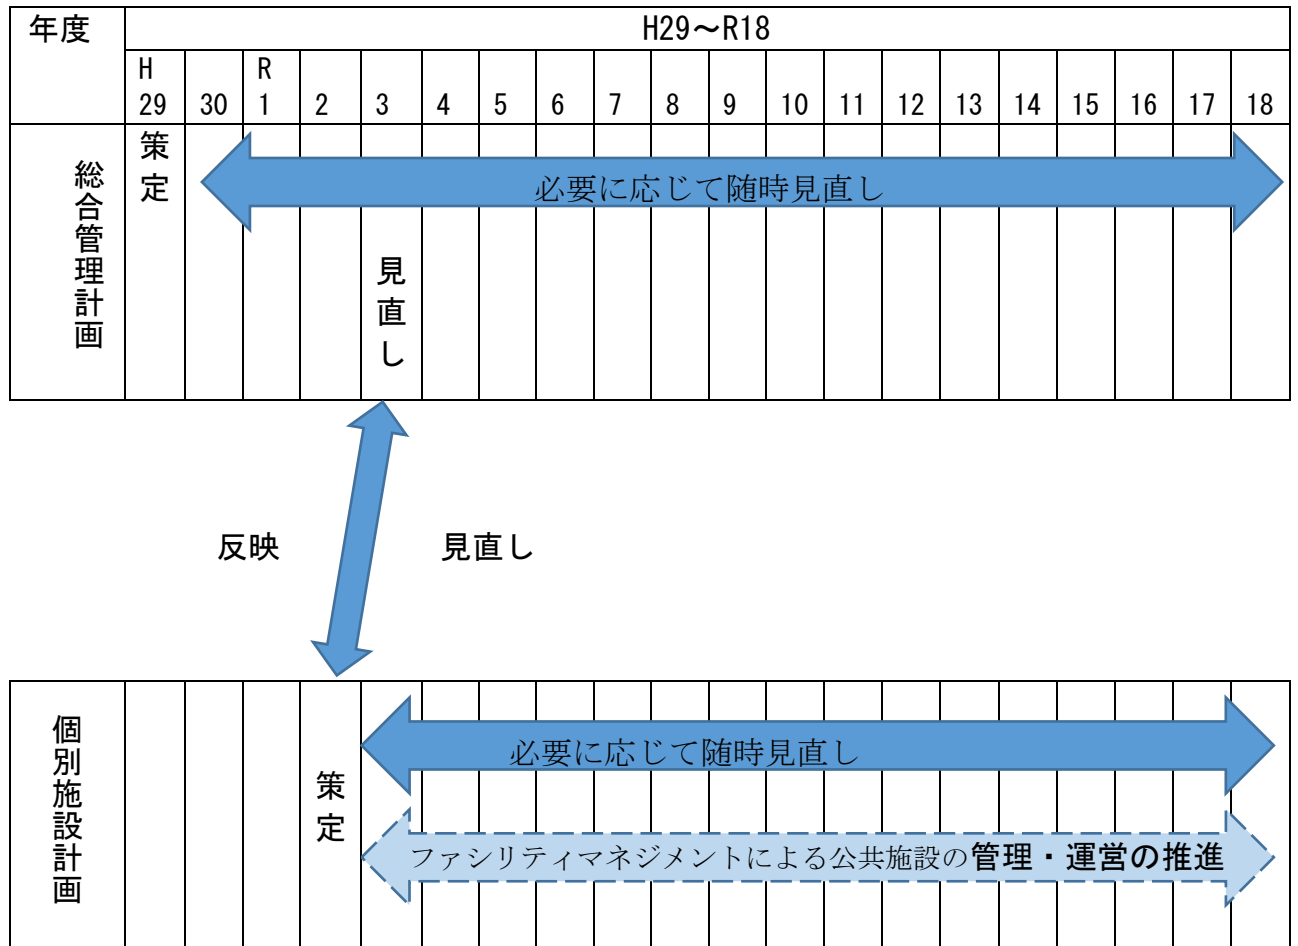 年度
H29～R18
H
29
30
R
1
2
3
4
5
6
7
8
9
10
11
12
13
14
15
16
17
18
総合管理計画
策定
必要に応じて随時見直し
見直し
反映
見直し
個別施設計画
策定
必要に応じて随時見直し
ファシリティマネジメントによる公共施設の管理・運営の推進